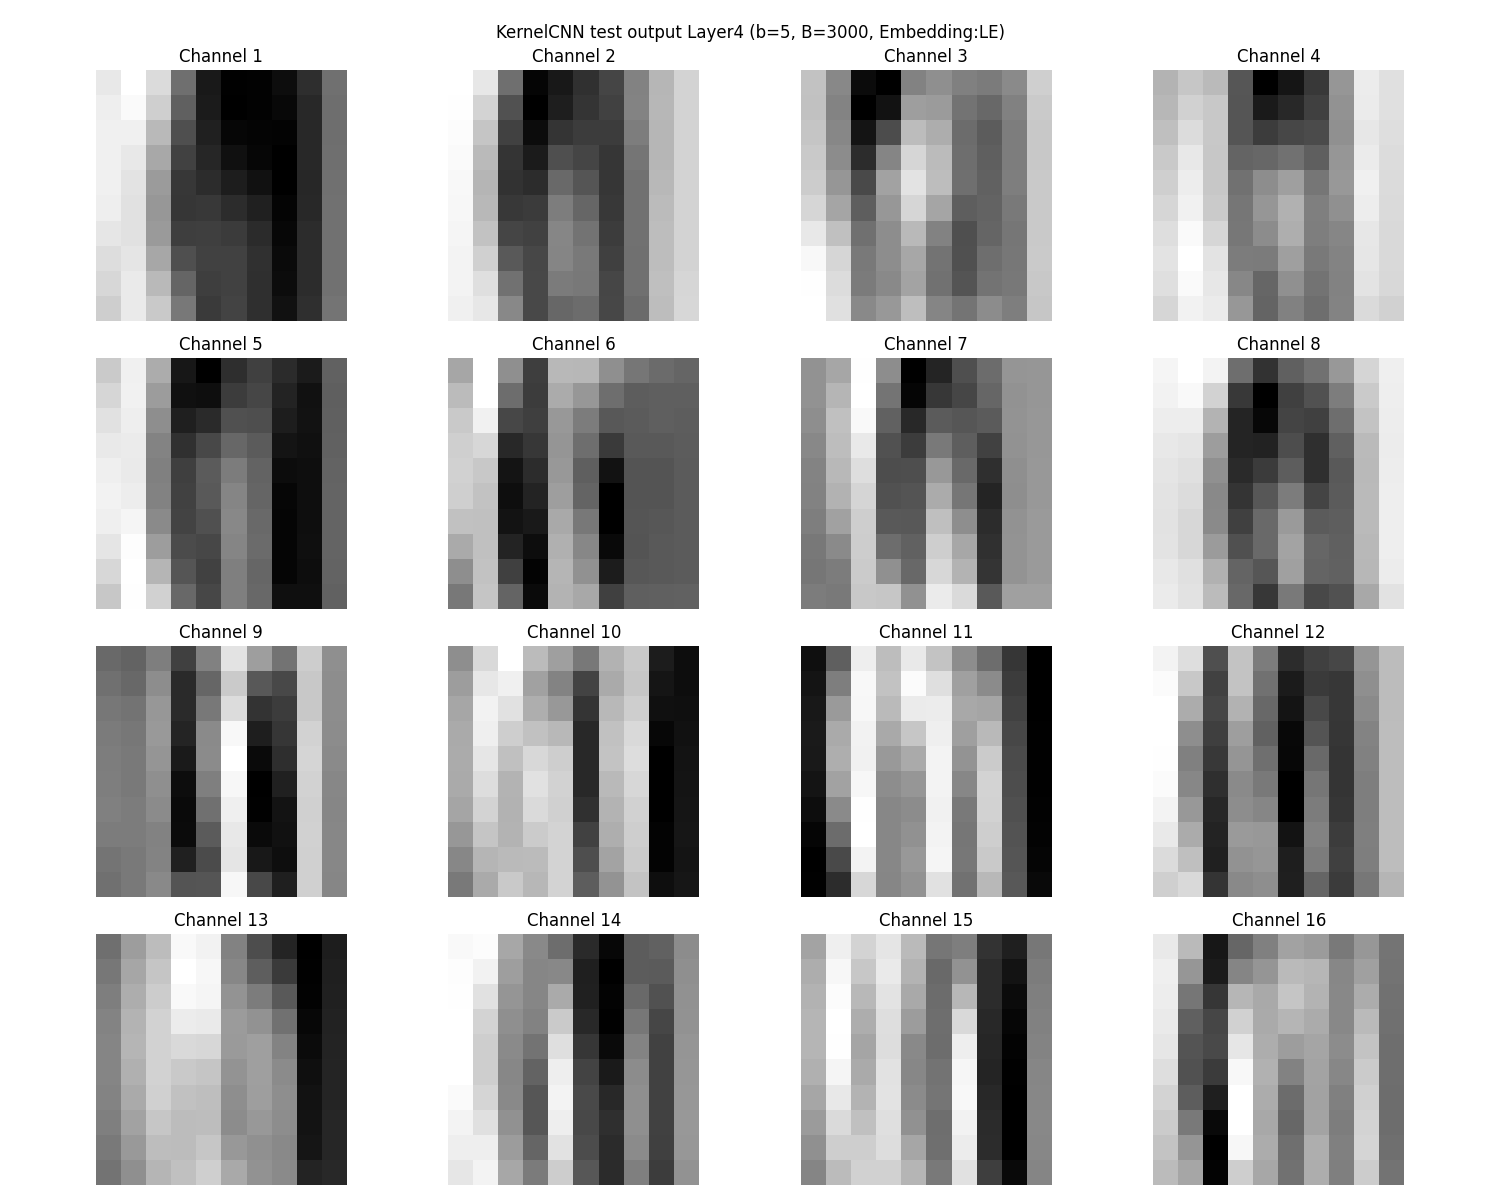 KernelCNN test output Layer4 (b=5, B=3000, Embedding:LE)
Channel 1
Channel 2
Channel 3
Channel 4
Channel 5
Channel 6
Channel 7
Channel 8
Channel 9
Channel 10
Channel 11
Channel 12
Channel 13
Channel 14
Channel 15
Channel 16